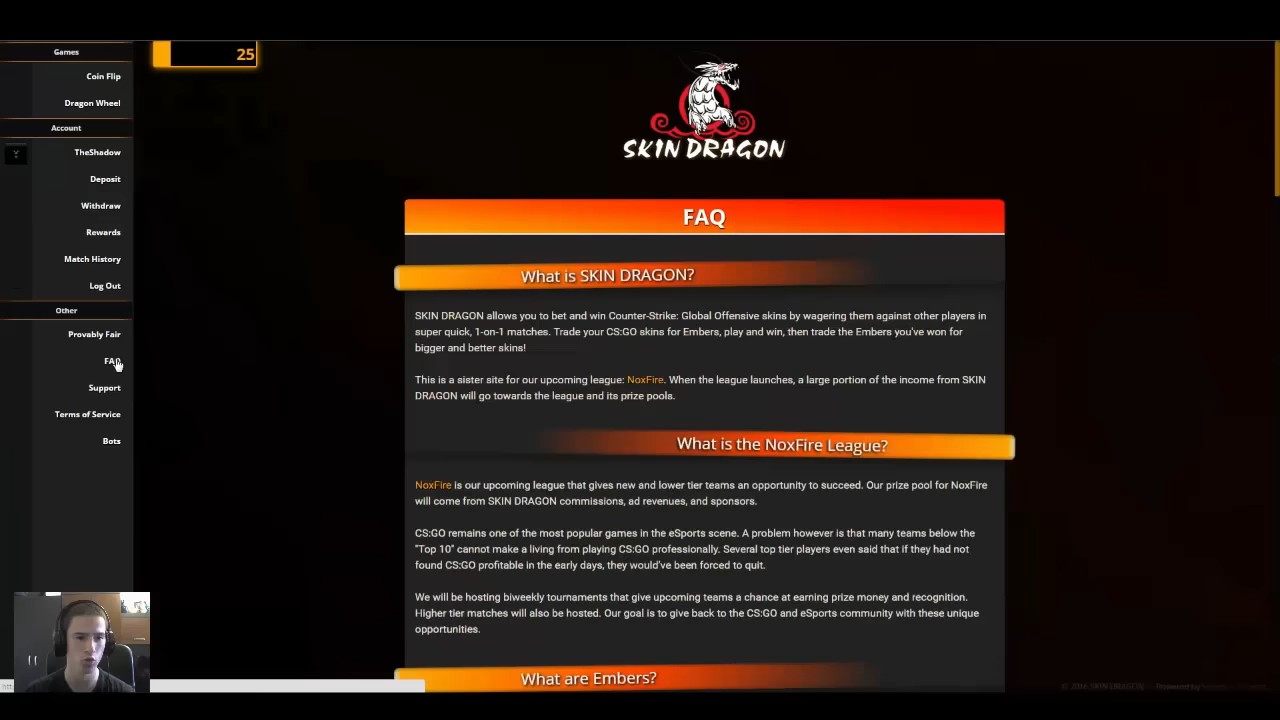 Games
Coin Flip
Dragon Wheel
Account
TheShadow
Deposit
Withdraw
Rewards
Match History
Log Out
Other
Provably Fair
FAQ
Support
Terms of Service
Bots
25
SKIN DRAGON
FAQ
What is SKIN DRAGON?
SKIN DRAGON allows you to bet and win Counter-Strike: Global Offensive skins by wagering them against other players in
super quick, 1-on-1 matches. Trade your CS:GO skins for Embers, play and win, then trade the Embers you've won for
bigger and better skins!
This is a sister site for our upcoming league: NoxFire. When the league launches, a large portion of the income from SKIN
DRAGON will go towards the league and its prize pools.
What is the NoxFire League?
NoxFire is our upcoming league that gives new and lower tier teams an opportunity to succeed. Our prize pool for NoxFire
will come from SKIN DRAGON commissions, ad revenues, and sponsors.
CS:GO remains one of the most popular games in the eSports scene. A problem however is that many teams below the
"Top 10" cannot make a living from playing CS:GO professionally. Several top tier players even said that if they had not
found CS:GO profitable in the early days, they would've been forced to quit.
We will be hosting biweekly tournaments that give upcoming teams a chance at earning prize money and recognition.
Higher tier matches will also be hosted. Our goal is to give back to the CS:GO and eSports community with these unique
opportunities.
What are Embers?
© 2016 SKIN DRAGON Powered by